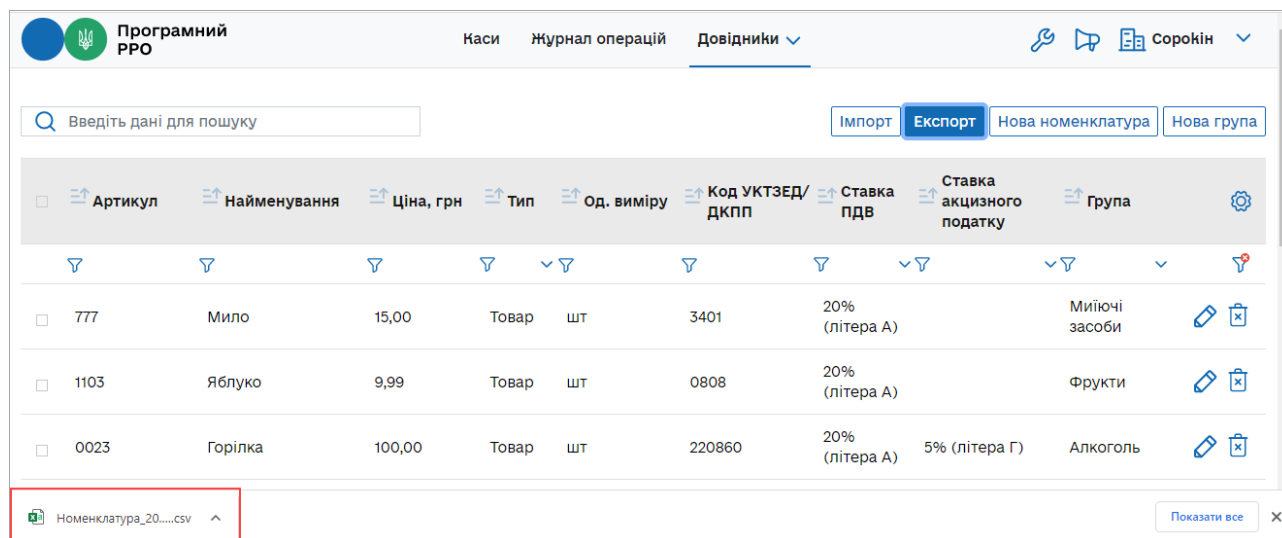 Програмний
РРО
Каси Журнал операцій Довідники Сорокін
Введіть дані для пошуку
Імпорт Експорт Нова номенклатура Нова група
Артикул Найменування Ціна, грн Тип Од. виміру Код УКТЗЕД/ДКПП Ставка ПДВ Ставка акцизного податку Група
777 Мило 15,00 Товар шт 3401 20% (літера А) Миїючі засоби
1103 Яблуко 9,99 Товар шт 0808 20% (літера А) Фрукти
0023 Горілка 100,00 Товар шт 220860 20% (літера А) 5% (літера Г) Алкоголь
Номенклатура_20.....csv Показати все